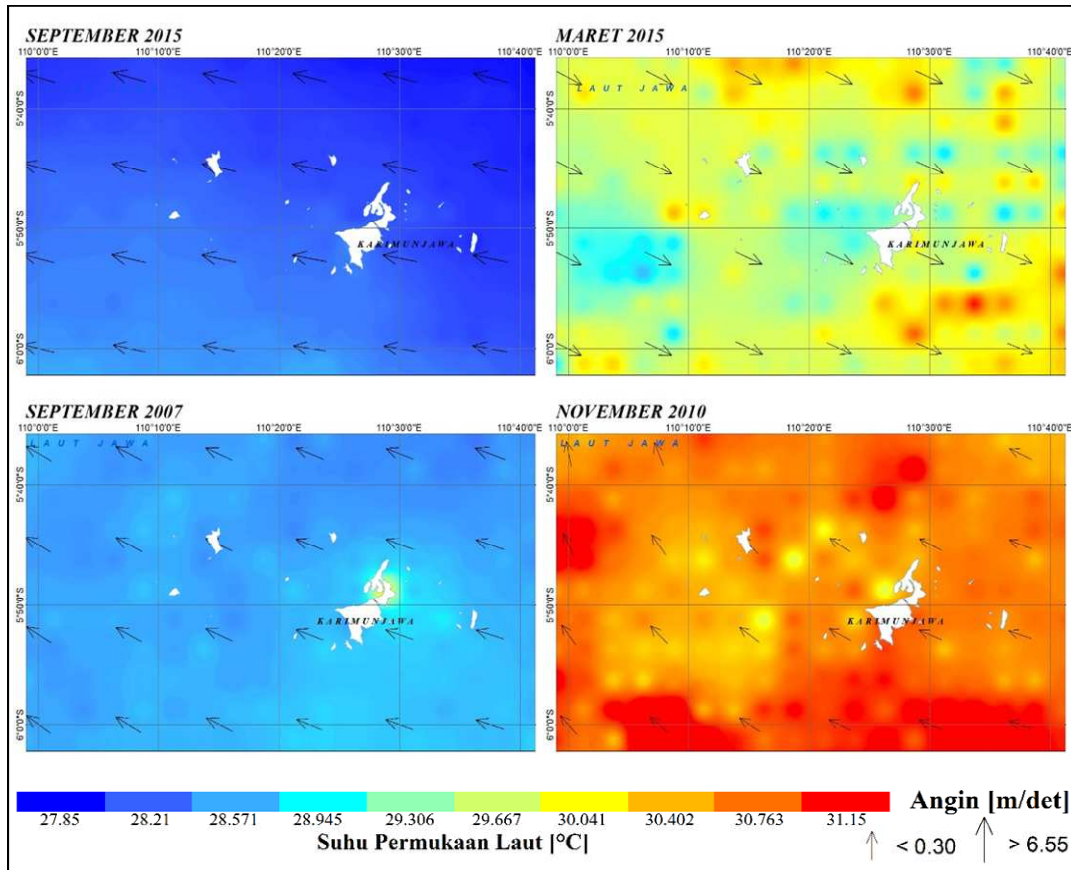 SEPTEMBER 2015
110°0'0"E 110°10'0"E 110°20'0"E 110°30'0"E 110°40'0"E
5°40'0"S
5°50'0"S
KARIMUNJAWA
6°0'0"S
MARET 2015
110°0'0"E 110°10'0"E 110°20'0"E 110°30'0"E 110°40'0"E
LAUT JAWA
5°40'0"S
5°50'0"S
KARIMUNJAWA
6°0'0"S
SEPTEMBER 2007
110°0'0"E 110°10'0"E 110°20'0"E 110°30'0"E 110°40'0"E
LAUT JAWA
5°40'0"S
5°50'0"S
KARIMUNJAWA
6°0'0"S
NOVEMBER 2010
110°0'0"E 110°10'0"E 110°20'0"E 110°30'0"E 110°40'0"E
LAUT JAWA
5°40'0"S
5°50'0"S
KARIMUNJAWA
6°0'0"S
27.85 28.21 28.571 28.945 29.306 29.667 30.041 30.402 30.763 31.15
Suhu Permukaan Laut |°C|
Angin [m/det]
< 0.30 > 6.55